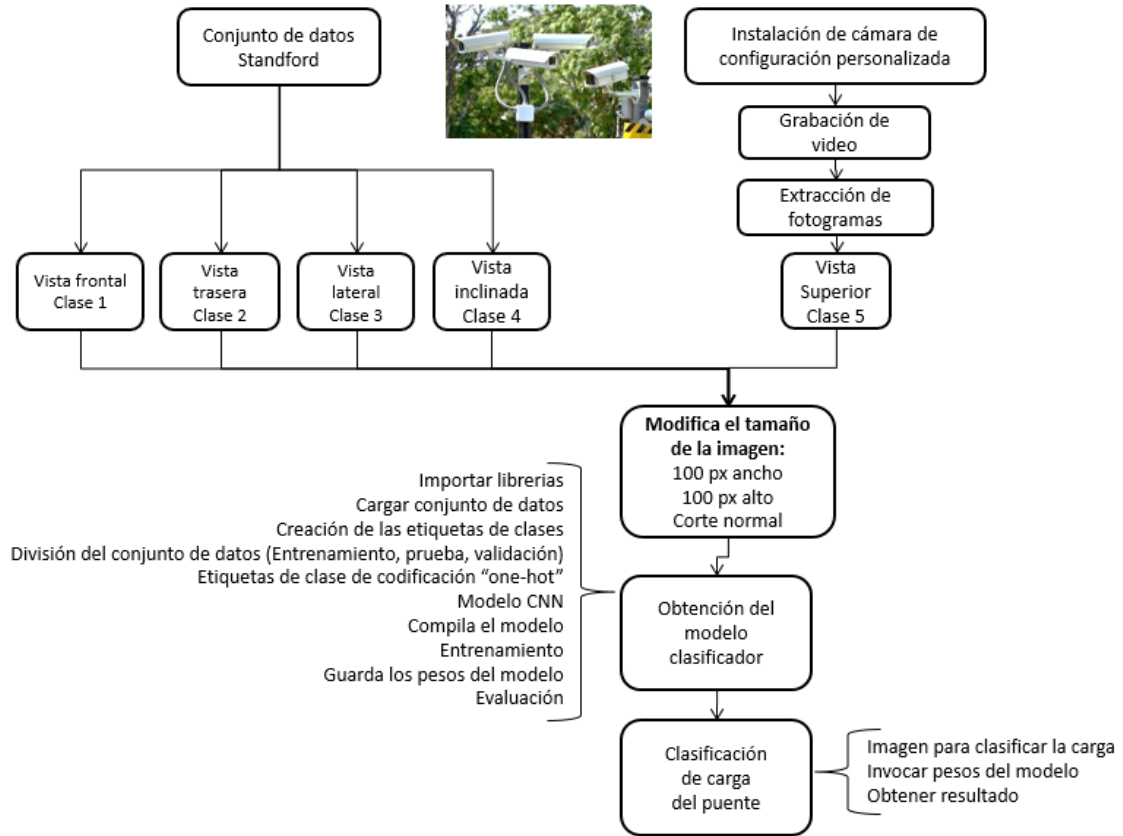 Conjunto de datos
Standford
Instalación de cámara de
configuración personalizada
Grabación de
video
Extracción de
fotogramas
Vista frontal
Clase 1
Vista
trasera
Clase 2
Vista
lateral
Clase 3
Vista
inclinada
Clase 4
Vista
Superior
Clase 5
Modifica el tamaño
de la imagen:
100 px ancho
100 px alto
Corte normal
Importar librerias
Cargar conjunto de datos
Creación de las etiquetas de clases
División del conjunto de datos (Entrenamiento, prueba, validación)
Etiquetas de clase de codificación “one-hot”
Modelo CNN
Compila el modelo
Entrenamiento
Guarda los pesos del modelo
Evaluación
Obtención del
modelo
clasificador
Clasificación
de carga
del puente
Imagen para clasificar la carga
Invocar pesos del modelo
Obtener resultado